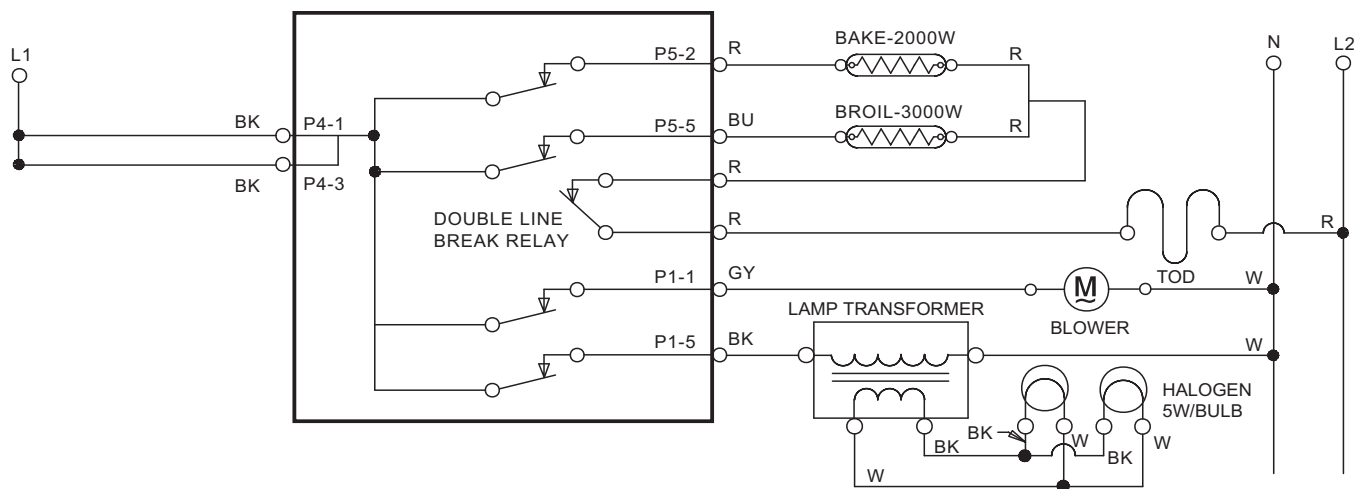 L1
BK
P4-1
BK
P4-3
P5-2
R
BAKE-2000W
R
P5-5
BU
BROIL-3000W
R
R
DOUBLE LINE
BREAK RELAY
R
TOD
R
N
L2
P1-1
GY
M
~
BLOWER
W
P1-5
BK
LAMP TRANSFORMER
W
HALOGEN
5W/BULB
BK
W
BK
W
BK
W